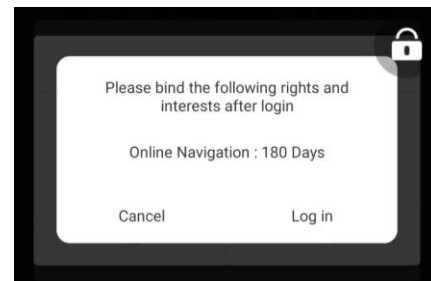 Please bind the following rights and
interests after login
Online Navigation : 180 Days
Cancel
Log in